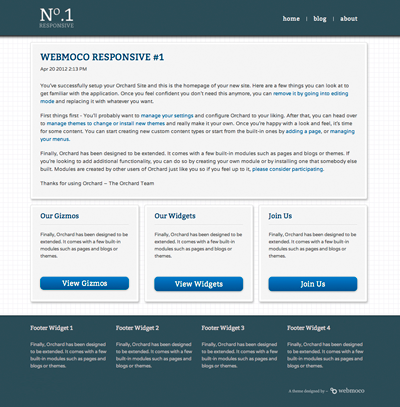 Nº.1
RESPONSIVE
home | blog | about
WEBMOCO RESPONSIVE #1
Apr 20 2012 2:13 PM
You've successfully setup your Orchard Site and this is the homepage of your new site. Here are a few things you can look at to
get familiar with the application. Once you feel confident you don't need this anymore, you can remove it by going into editing
mode and replacing it with whatever you want.
First things first - You'll probably want to manage your settings and configure Orchard to your liking. After that, you can head over
to manage themes to change or install new themes and really make it your own. Once you're happy with a look and feel, it's time
for some content. You can start creating new custom content types or start from the built-in ones by adding a page, or managing
your menus.
Finally, Orchard has been designed to be extended. It comes with a few built-in modules such as pages and blogs or themes. If
you're looking to add additional functionality, you can do so by creating your own module or by installing one that somebody else
built. Modules are created by other users of Orchard just like you so if you feel up to it, please consider participating.
Thanks for using Orchard – The Orchard Team
Our Gizmos
Finally, Orchard has been designed to be
extended. It comes with a few built-in
modules such as pages and blogs or
themes.
View Gizmos
Our Widgets
Finally, Orchard has been designed to be
extended. It comes with a few built-in
modules such as pages and blogs or
themes.
View Widgets
Join Us
Finally, Orchard has been designed to be
extended. It comes with a few built-in
modules such as pages and blogs or
themes.
Join Us
Footer Widget 1
Finally, Orchard has been designed
to be extended. It comes with a few
built-in modules such as pages and
blogs or themes.
Footer Widget 2
Finally, Orchard has been designed
to be extended. It comes with a few
built-in modules such as pages and
blogs or themes.
Footer Widget 3
Finally, Orchard has been designed
to be extended. It comes with a few
built-in modules such as pages and
blogs or themes.
Footer Widget 4
Finally, Orchard has been designed
to be extended. It comes with a few
built-in modules such as pages and
blogs or themes.
A theme designed by – webmoco